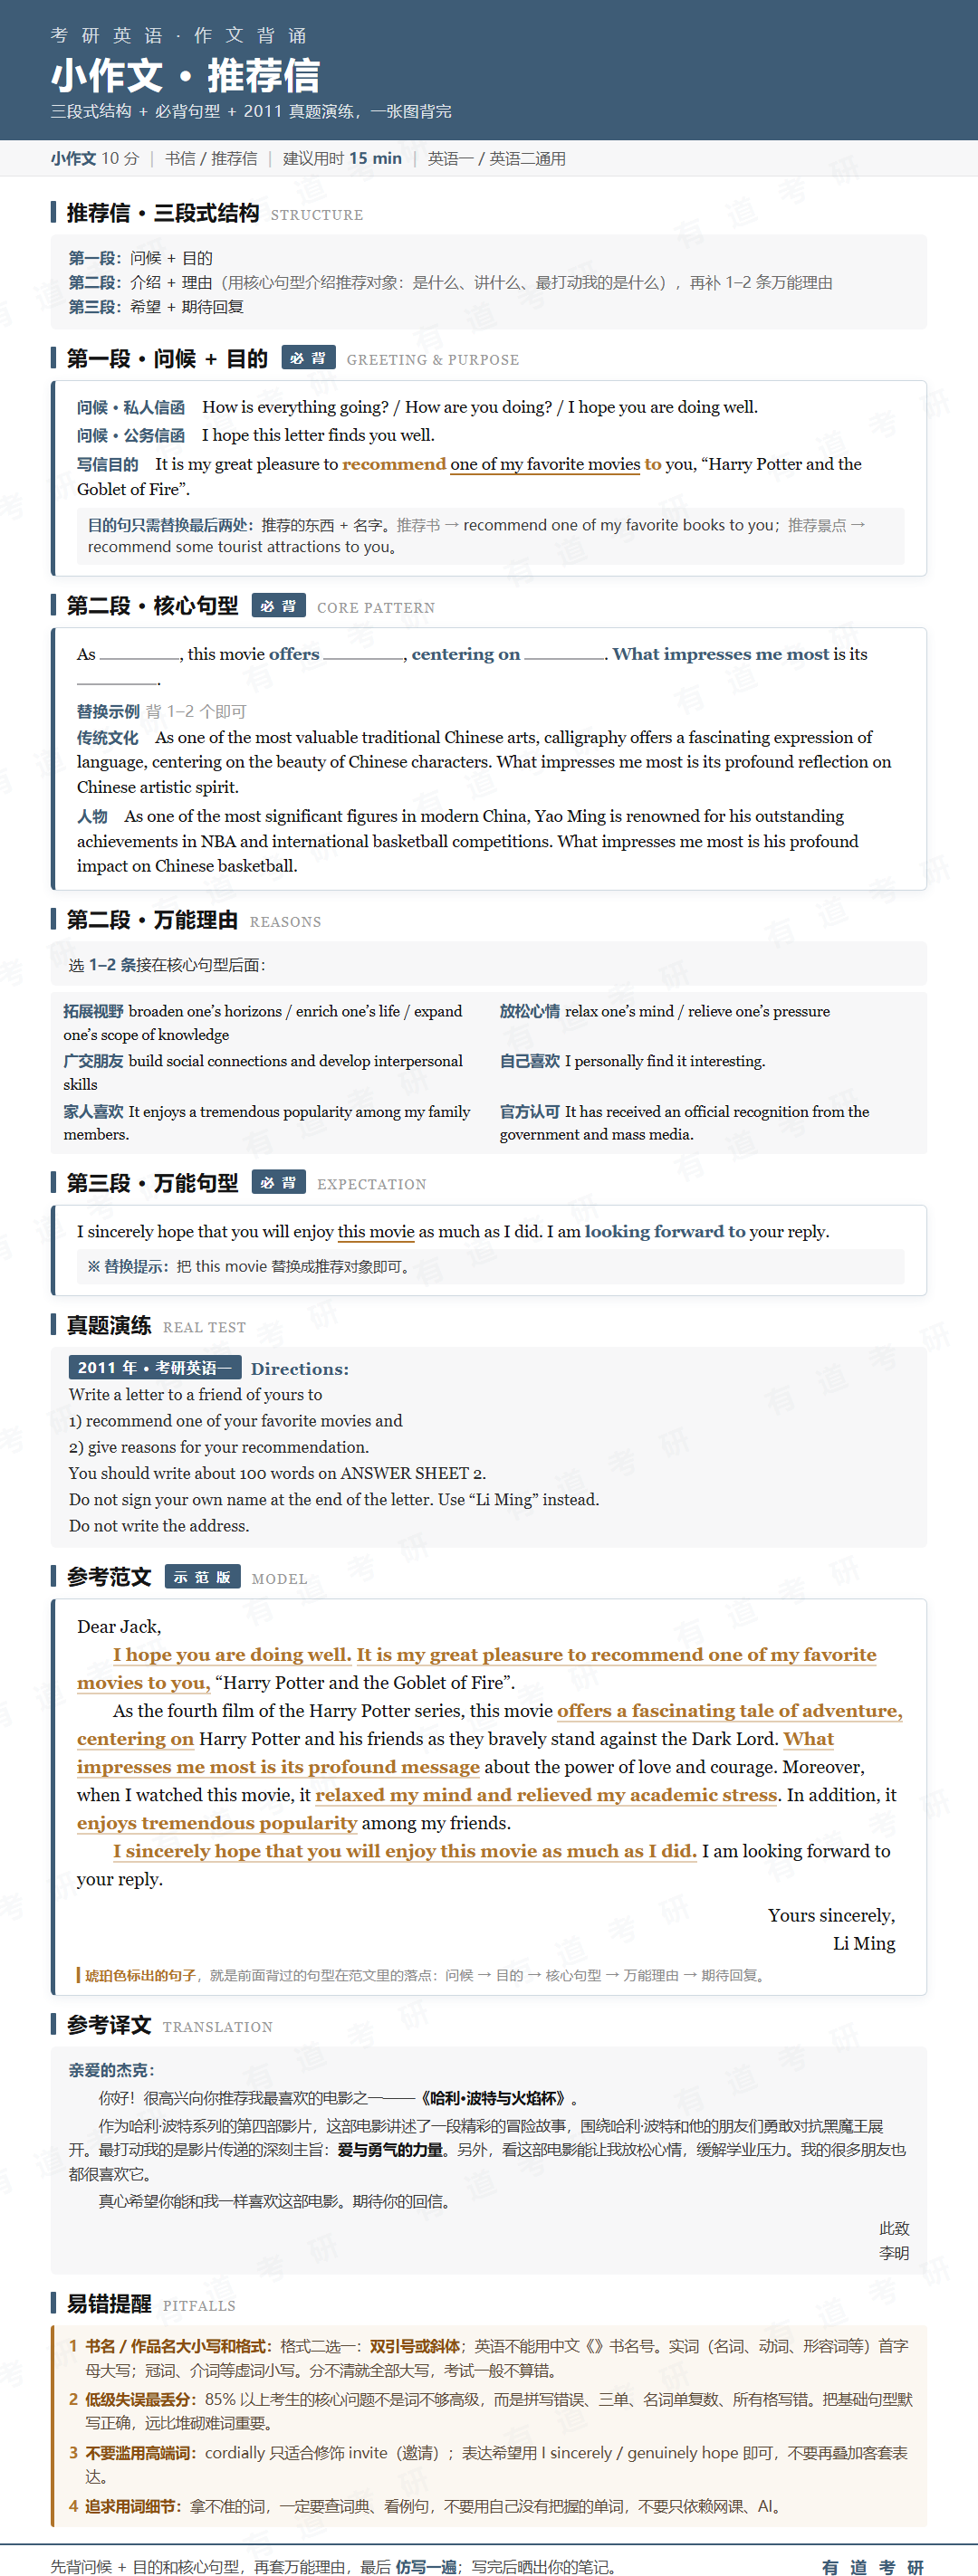 考研英语·作文背诵
小作文·推荐信
三段式结构 + 必背句型 + 2011 真题演练，一张图背完
小作文 10 分 | 书信 / 推荐信 | 建议用时 15 min | 英语一 / 英语二通用
推荐信·三段式结构 STRUCTURE
第一段：问候 + 目的
第二段：介绍 + 理由（用核心句型介绍推荐对象：是什么、讲什么、最打动我的是什么），再补 1–2 条万能理由
第三段：希望 + 期待回复
第一段·问候 + 目的 必背 GREETING & PURPOSE
问候·私人信函 How is everything going? / How are you doing? / I hope you are doing well.
问候·公务信函 I hope this letter finds you well.
写信目的 It is my great pleasure to recommend one of my favorite movies to you, “Harry Potter and the
Goblet of Fire”.
目的句只需替换最后两处：推荐的东西 + 名字。推荐书 → recommend one of my favorite books to you；推荐景点 →
recommend some tourist attractions to you。
第二段·核心句型 必背 CORE PATTERN
As ________, this movie offers ________, centering on ________. What impresses me most is its
________.
替换示例 背 1–2 个即可
传统文化 As one of the most valuable traditional Chinese arts, calligraphy offers a fascinating expression of
language, centering on the beauty of Chinese characters. What impresses me most is its profound reflection on
Chinese artistic spirit.
人物 As one of the most significant figures in modern China, Yao Ming is renowned for his outstanding
achievements in NBA and international basketball competitions. What impresses me most is his profound
impact on Chinese basketball.
第二段·万能理由 REASONS
选 1–2 条接在核心句型后面：
拓展视野 broaden one’s horizons / enrich one’s life / expand
one’s scope of knowledge
放松心情 relax one’s mind / relieve one’s pressure
广交朋友 build social connections and develop interpersonal
skills
自己喜欢 I personally find it interesting.
家人喜欢 It enjoys a tremendous popularity among my family
members.
官方认可 It has received an official recognition from the
government and mass media.
第三段·万能句型 必背 EXPECTATION
I sincerely hope that you will enjoy this movie as much as I did. I am looking forward to your reply.
※ 替换提示：把 this movie 替换成推荐对象即可。
真题演练 REAL TEST
2011 年·考研英语一 Directions:
Write a letter to a friend of yours to
1) recommend one of your favorite movies and
2) give reasons for your recommendation.
You should write about 100 words on ANSWER SHEET 2.
Do not sign your own name at the end of the letter. Use “Li Ming” instead.
Do not write the address.
参考范文 示范版 MODEL
Dear Jack,
I hope you are doing well. It is my great pleasure to recommend one of my favorite
movies to you, “Harry Potter and the Goblet of Fire”.
As the fourth film of the Harry Potter series, this movie offers a fascinating tale of adventure,
centering on Harry Potter and his friends as they bravely stand against the Dark Lord. What
impresses me most is its profound message about the power of love and courage. Moreover,
when I watched this movie, it relaxed my mind and relieved my academic stress. In addition, it
enjoys tremendous popularity among my friends.
I sincerely hope that you will enjoy this movie as much as I did. I am looking forward to
your reply.
Yours sincerely,
Li Ming
琥珀色标出的句子，就是前面背过的句型在范文里的落点：问候 → 目的 → 核心句型 → 万能理由 → 期待回复。
参考译文 TRANSLATION
亲爱的杰克：
你好！很高兴向你推荐我最喜欢的电影之一——《哈利·波特与火焰杯》。
作为哈利·波特系列的第四部影片，这部电影讲述了一段精彩的冒险故事，围绕哈利·波特和他的朋友们勇敢对抗黑魔王展
开。最打动我的是影片传递的深刻主旨：爱与勇气的力量。另外，看这部电影能让我放松心情，缓解学业压力。我的很多朋友也
都很喜欢它。
真心希望你能和我一样喜欢这部电影。期待你的回信。
此致
李明
易错提醒 PITFALLS
1 书名 / 作品名大小写和格式：格式二选一：双引号或斜体；英语不能用中文《》书名号。实词（名词、动词、形容词等）首字
母大写；冠词、介词等虚词小写。分不清就全部大写，考试一般不算错。
2 低级失误最丢分：85% 以上考生的核心问题不是词不够高级，而是拼写错误、三单、名词单复数、所有格写错。把基础句型默
写正确，远比堆砌难词重要。
3 不要滥用高端词：cordially 只适合修饰 invite（邀请）；表达希望用 I sincerely / genuinely hope 即可，不要再叠加客套表
达。
4 追求用词细节：拿不准的词，一定要查词典、看例句，不要用自己没有把握的单词，不要只依赖网课、AI。
先背问候 + 目的和核心句型，再套万能理由，最后 仿写一遍；写完后晒出你的笔记。
有道考研